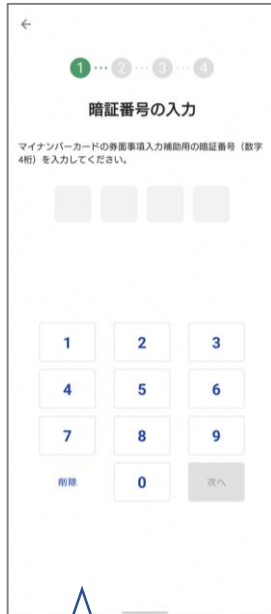 ←
1 ... 2 ... 3 ... 4
暗証番号の入力
マイナンバーカードの券面事項入力補助用の暗証番号（数字
4桁）を入力してください。
1 2 3
4 5 6
7 8 9
削除 0 次へ